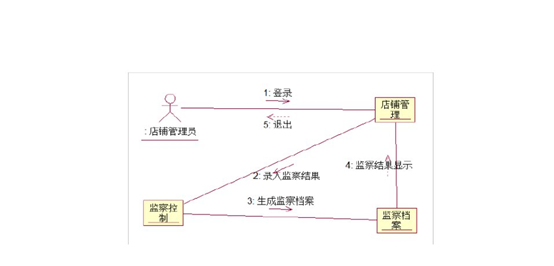 1: 登录
店铺管
理
5: 退出
: 店铺管理员
4: 监察结果显示
2: 录入监察结果
3: 生成监察档案
监察控
制
监察档
案